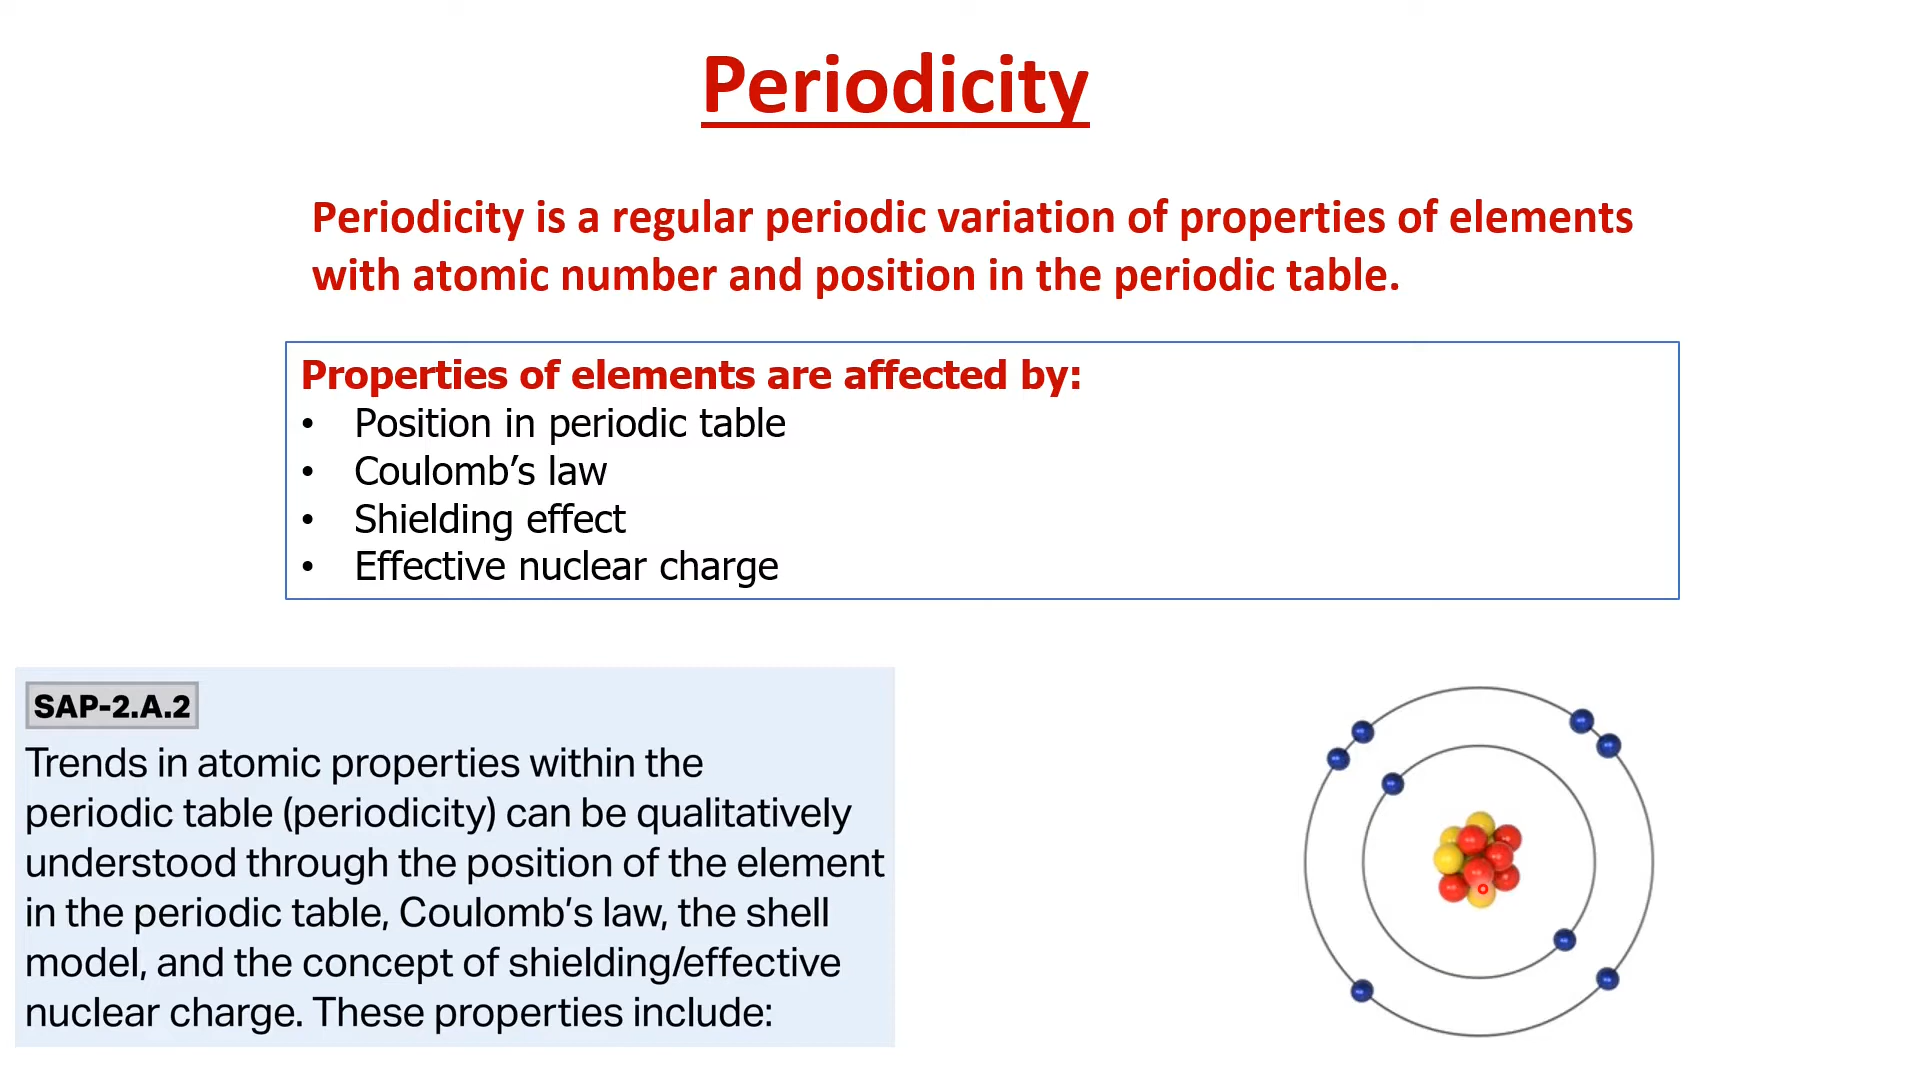 Periodicity
Periodicity is a regular periodic variation of properties of elements
with atomic number and position in the periodic table.
Properties of elements are affected by:
• Position in periodic table
• Coulomb’s law
• Shielding effect
• Effective nuclear charge
SAP-2.A.2
Trends in atomic properties within the
periodic table (periodicity) can be qualitatively
understood through the position of the element
in the periodic table, Coulomb’s law, the shell
model, and the concept of shielding/effective
nuclear charge. These properties include: